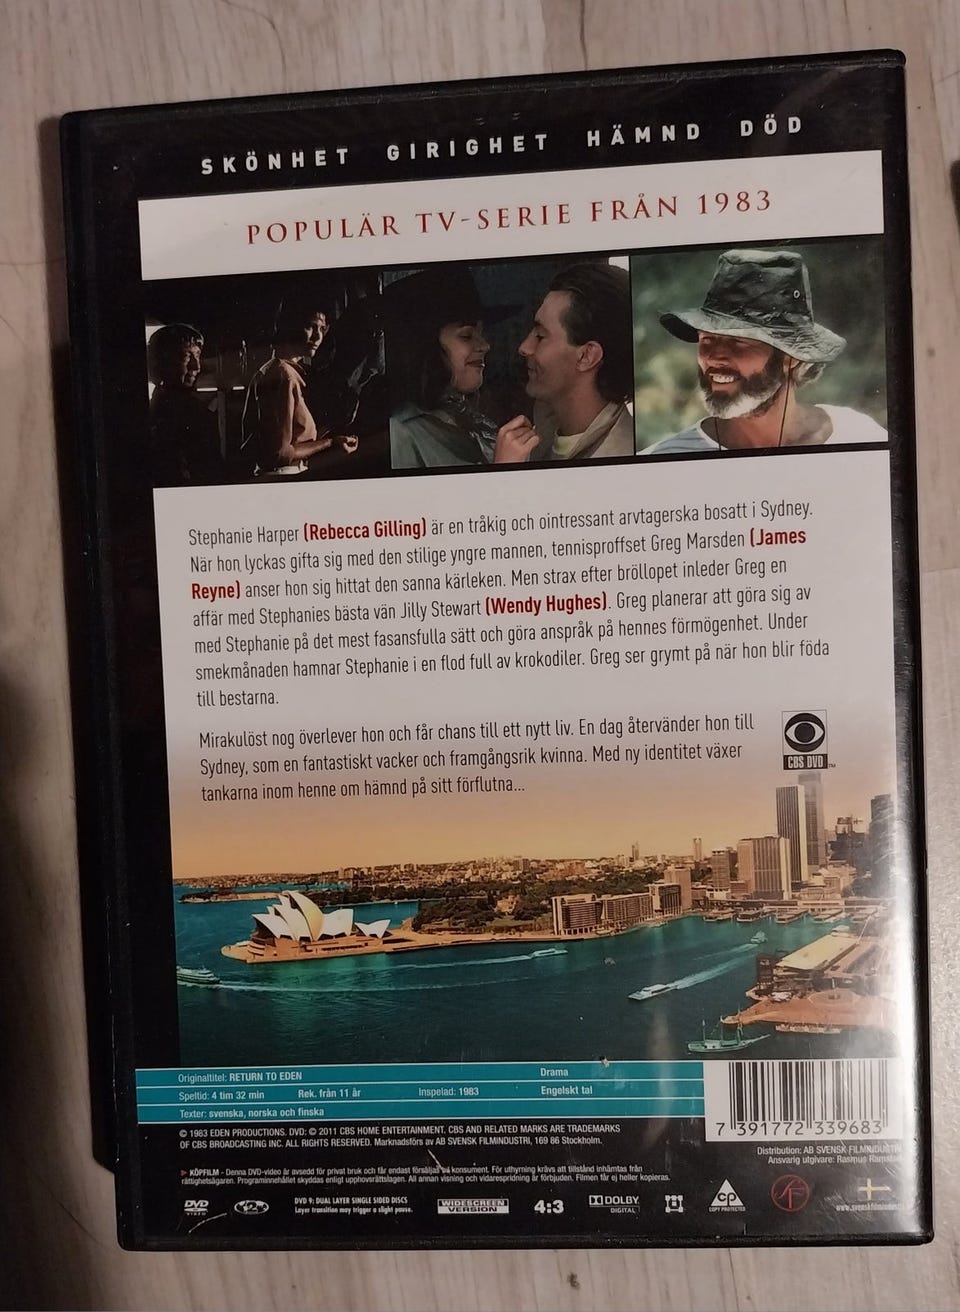 SKÖNHET GIRIGHET HÄMND DÖD
POPULÄR TV-SERIE FRÅN 1983
Stephanie Harper (Rebecca Gilling) är en tråkig och ointressant arvtagerska bosatt i Sydney.
När hon lyckas gifta sig med den stilige yngre mannen, tennisproffset Greg Marsden (James
Reyne) anser hon sig hittat den sanna kärleken. Men strax efter bröllopet inleder Greg en
affär med Stephanies bästa vän Jilly Stewart (Wendy Hughes). Greg planerar att göra sig av
med Stephanie på det mest fasansfulla sätt och göra anspråk på hennes förmögenhet. Under
smekmånaden hamnar Stephanie i en flod full av krokodiler. Greg ser grymt på när hon blir föda
till bestarna.
Mirakulöst nog överlever hon och får chans till ett nytt liv. En dag återvänder hon till
Sydney, som en fantastiskt vacker och framgångsrik kvinna. Med ny identitet växer
tankarna inom henne om hämnd på sitt förflutna...
CBS DVD™
Originaltitel: RETURN TO EDEN Drama
Speltid: 4 tim 32 min Rek. från 11 år Inspelad: 1983 Engelskt tal
Texter: svenska, norska och finska
7 391772 339683
© 1983 EDEN PRODUCTIONS. DVD: © 2011 CBS HOME ENTERTAINMENT. CBS AND RELATED MARKS ARE TRADEMARKS
OF CBS BROADCASTING INC. ALL RIGHTS RESERVED. Marknadsförs av AB SVENSK FILMINDUSTRI, 169 86 Stockholm.
Distribution: AB SVENSK FILMINDUSTRI
Ansvarig utgivare: Rasmus
KÖPFILM - Denna DVD-video är avsedd för privat bruk och får endast försäljas till konsument. För uthyrning krävs att tillstånd inhämtas från
rättighetsägaren. Programinnehållet skyddas enligt upphovsrättslagen. All annan visning och vidarespridning är förbjuden. Filmen får ej heller kopieras.
DVD VIDEO
2
DVD 9: DUAL LAYER SINGLE SIDED DISCS
Layer transition may trigger a slight pause.
WIDESCREEN
VERSION
4:3
DOLBY
DIGITAL
CP
COPY PROTECTED
SF